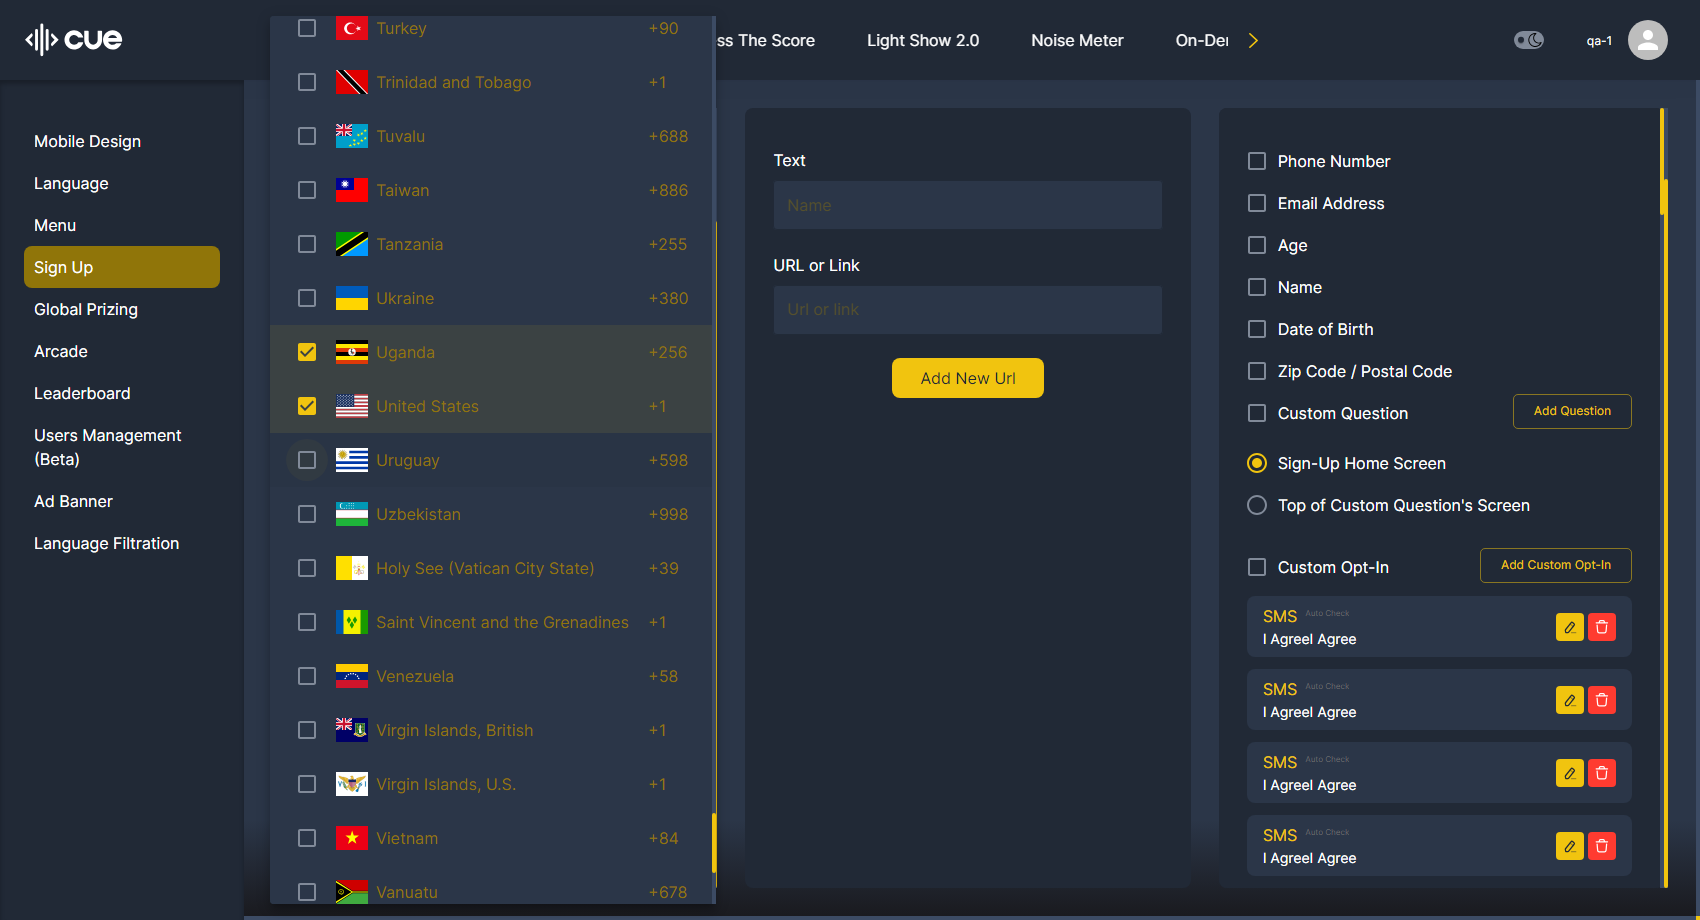 cue
ss The Score
Light Show 2.0
Noise Meter
On-Der
qa-1
Mobile Design
Language
Menu
Sign Up
Global Prizing
Arcade
Leaderboard
Users Management
(Beta)
Ad Banner
Language Filtration
Turkey +90
Trinidad and Tobago +1
Tuvalu +688
Taiwan +886
Tanzania +255
Ukraine +380
Uganda +256
United States +1
Uruguay +598
Uzbekistan +998
Holy See (Vatican City State) +39
Saint Vincent and the Grenadines +1
Venezuela +58
Virgin Islands, British +1
Virgin Islands, U.S. +1
Vietnam +84
Vanuatu +678
Text
Name
URL or Link
Url or link
Add New Url
Phone Number
Email Address
Age
Name
Date of Birth
Zip Code / Postal Code
Custom Question
Add Question
Sign-Up Home Screen
Top of Custom Question's Screen
Custom Opt-In
Add Custom Opt-In
SMS Auto Check
I AgreeI Agree
SMS Auto Check
I AgreeI Agree
SMS Auto Check
I AgreeI Agree
SMS Auto Check
I AgreeI Agree